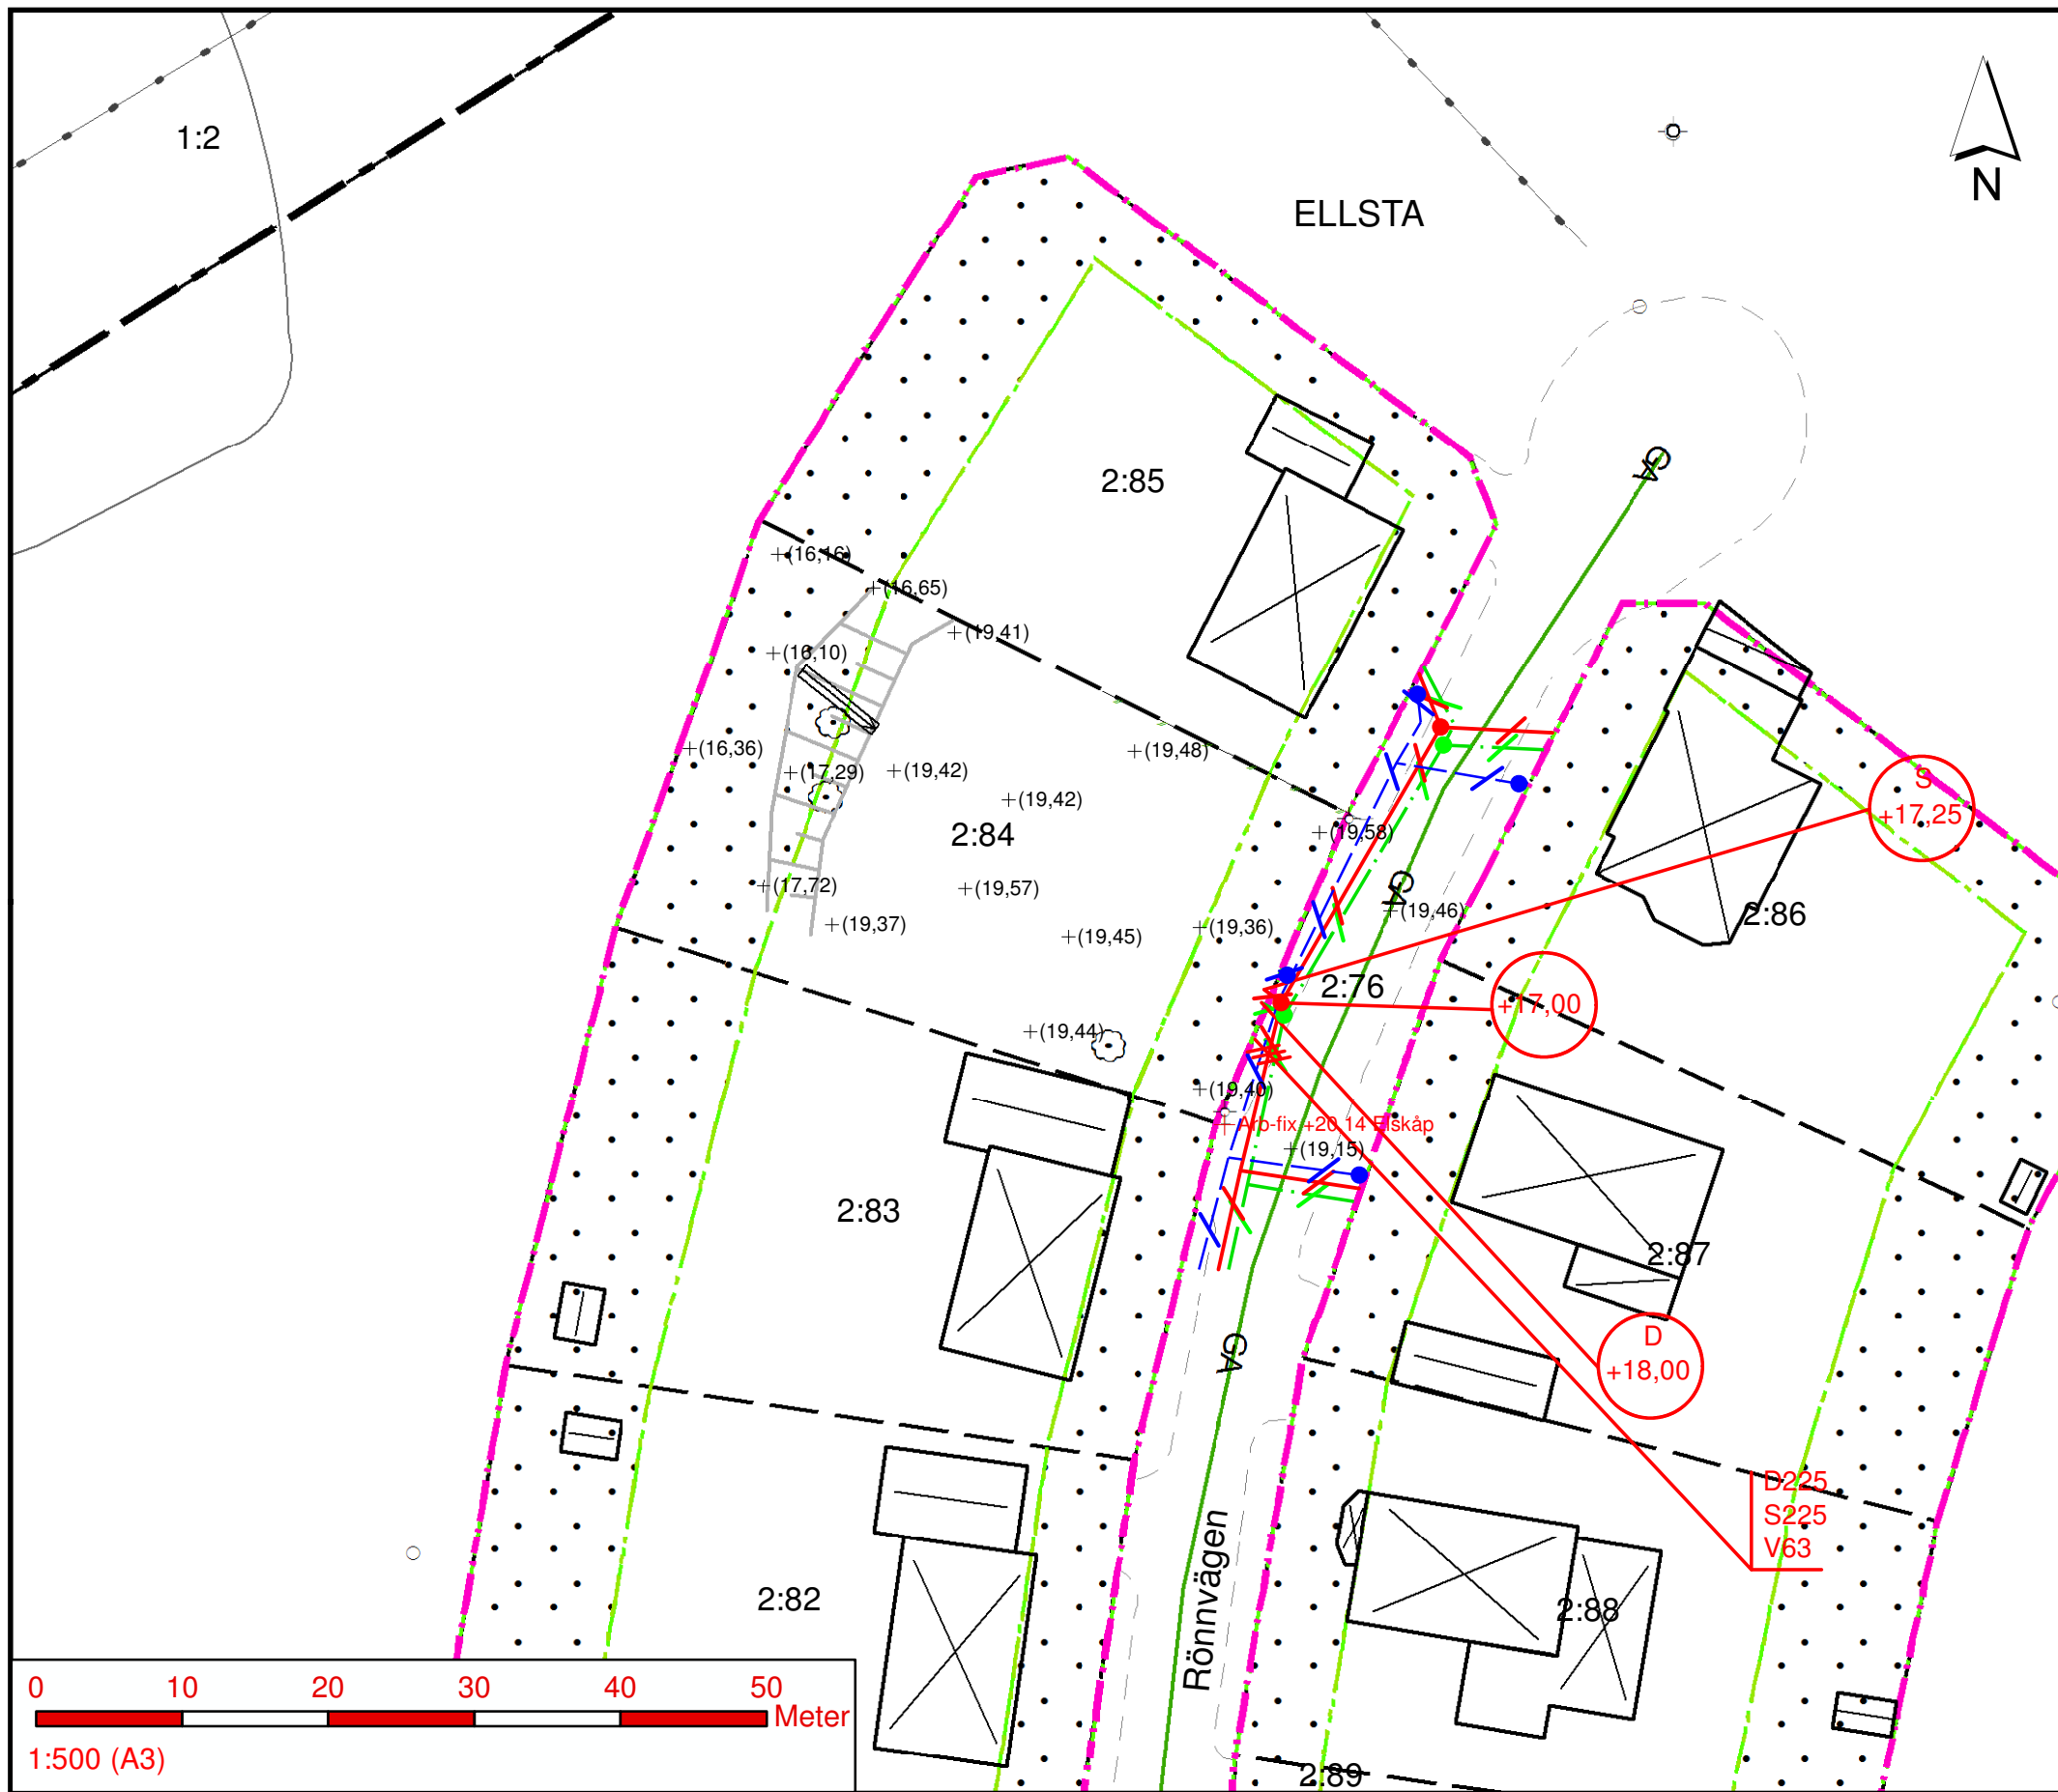 1:2
N
ELLSTA
2:85
GA
(16,16)
(16,65)
(19,41)
(16,10)
(16,36)
(19,48)
(17,29)
(19,42)
(19,42)
S
+17,25
2:84
(19,58)
(17,72)
(19,57)
GA
(19,46)
2:86
(19,37)
(19,45)
(19,36)
2:76
+17,00
(19,44)
(19,40)
Arb-fix +20,14 Elskåp
(19,15)
2:83
2:87
D
+18,00
GA
D225
S225
V63
Rönnvägen
2:82
2:88
0 10 20 30 40 50
Meter
1:500 (A3)
2:89